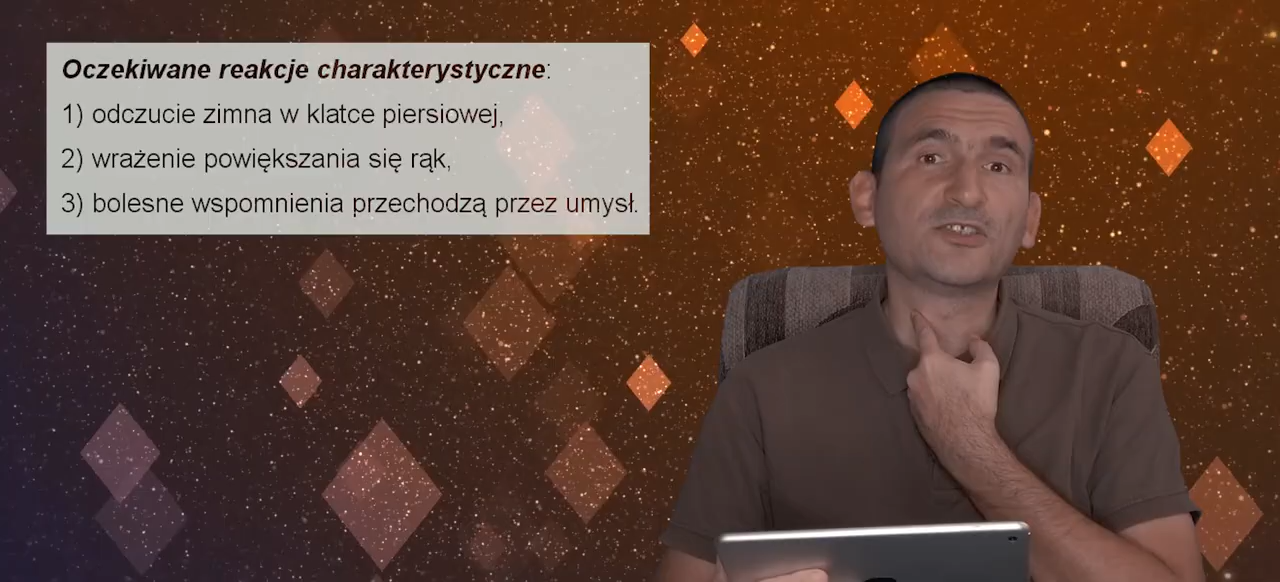 Oczekiwane reakcje charakterystyczne:
1) odczucie zimna w klatce piersiowej,
2) wrażenie powiększania się rąk,
3) bolesne wspomnienia przechodzą przez umysł.